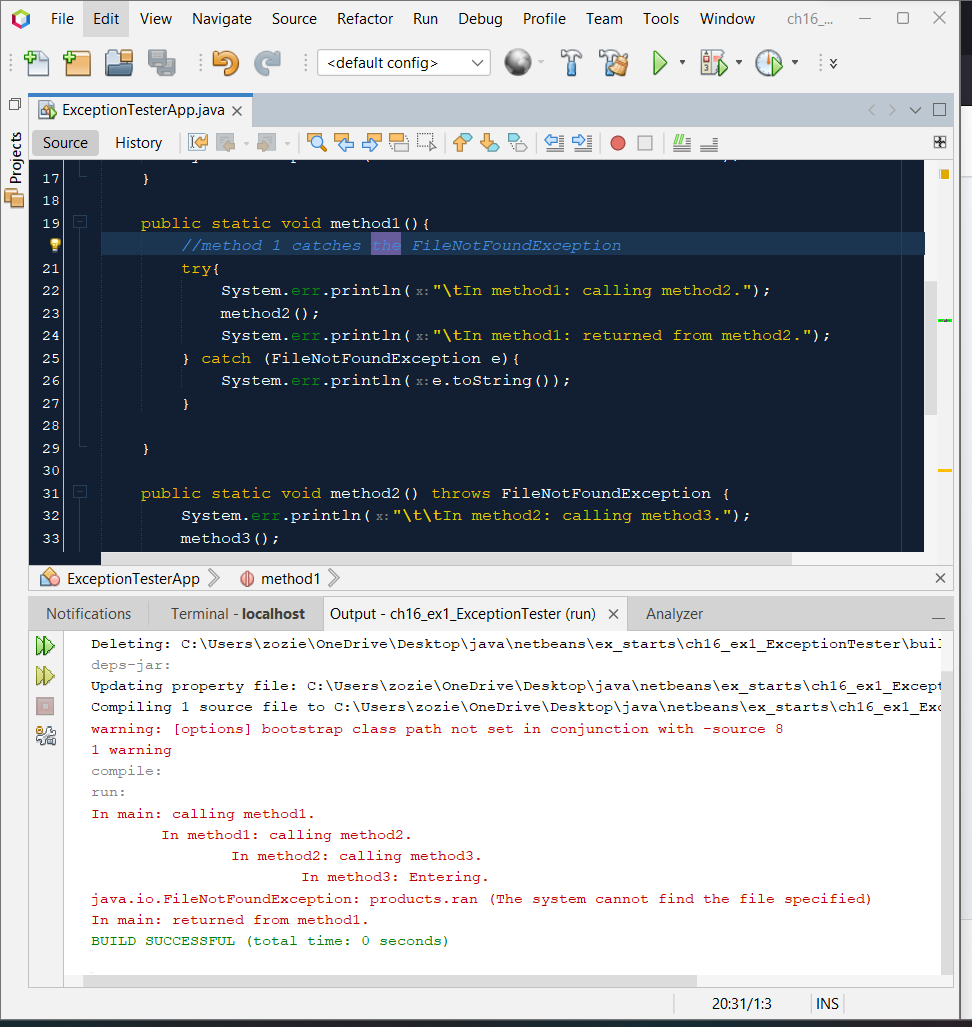 File Edit View Navigate Source Refactor Run Debug Profile Team Tools Window ch16_...
<default config>
Projects
ExceptionTesterApp.java
Source History
17 }
18
19 public static void method1(){
//method 1 catches the FileNotFoundException
21 try{
22 System.err.println( x: "\tIn method1: calling method2.");
23 method2();
24 System.err.println( x: "\tIn method1: returned from method2.");
25 } catch (FileNotFoundException e){
26 System.err.println( x: e.toString());
27 }
28
29 }
30
31 public static void method2() throws FileNotFoundException {
32 System.err.println( x: "\t\tIn method2: calling method3.");
33 method3();
ExceptionTesterApp method1
Notifications Terminal - localhost Output - ch16_ex1_ExceptionTester (run) Analyzer
Deleting: C:\Users\zozie\OneDrive\Desktop\java\netbeans\ex_starts\ch16_ex1_ExceptionTester\buil
deps-jar:
Updating property file: C:\Users\zozie\OneDrive\Desktop\java\netbeans\ex_starts\ch16_ex1_Except
Compiling 1 source file to C:\Users\zozie\OneDrive\Desktop\java\netbeans\ex_starts\ch16_ex1_Exc
warning: [options] bootstrap class path not set in conjunction with -source 8
1 warning
compile:
run:
In main: calling method1.
In method1: calling method2.
In method2: calling method3.
In method3: Entering.
java.io.FileNotFoundException: products.ran (The system cannot find the file specified)
In main: returned from method1.
BUILD SUCCESSFUL (total time: 0 seconds)
20:31/1:3 INS